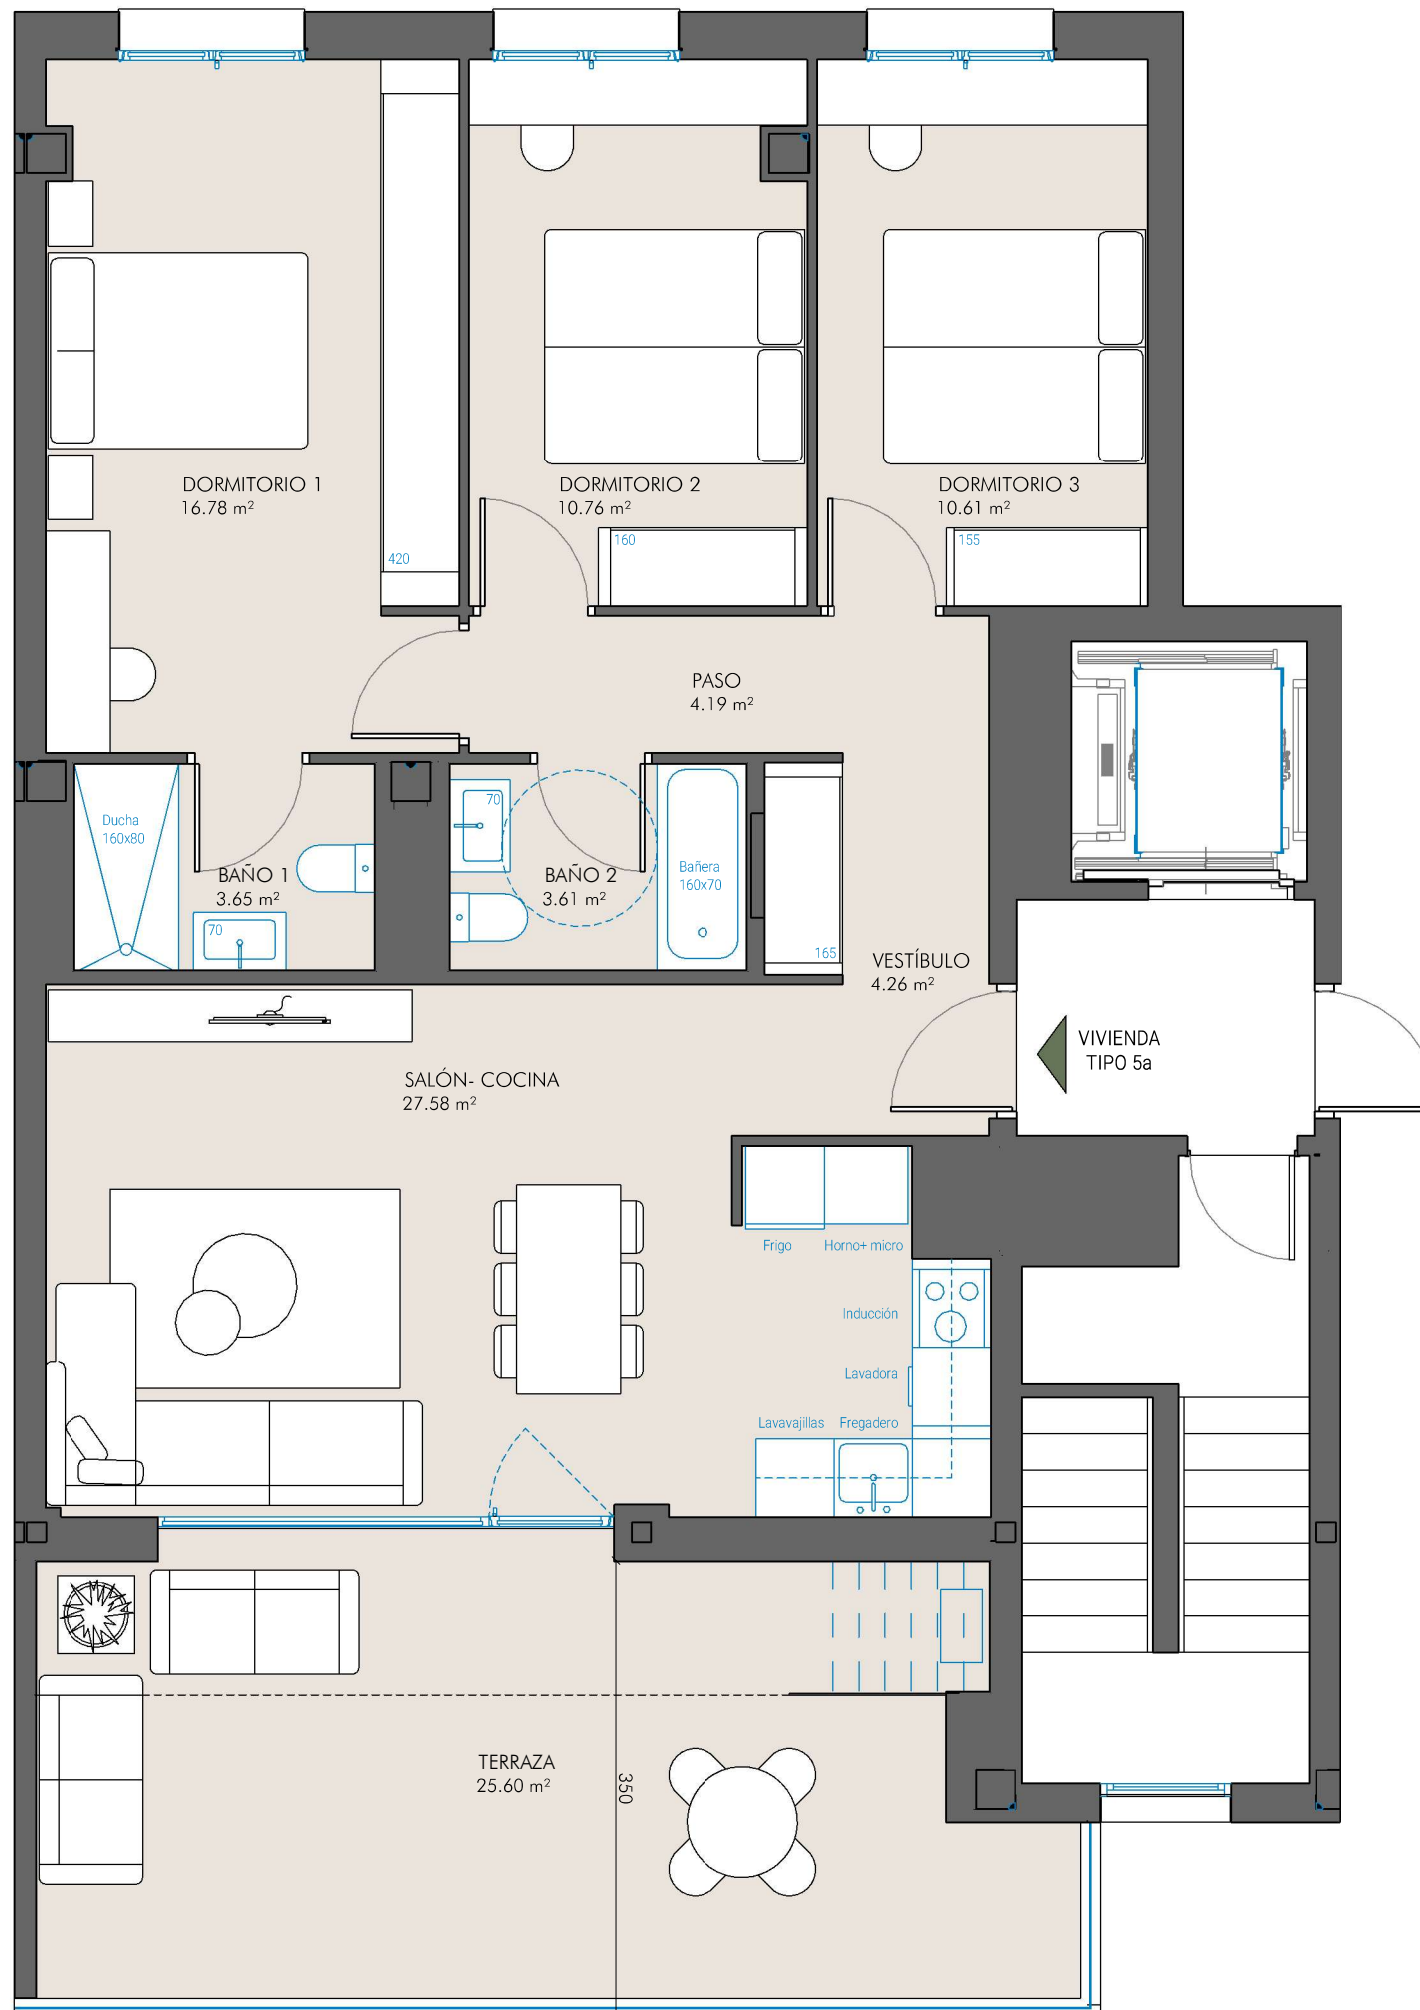 DORMITORIO 1
16.78 m²
DORMITORIO 2
10.76 m²
DORMITORIO 3
10.61 m²
420
160
155
PASO
4.19 m²
Ducha
160x80
BAÑO 1
3.65 m²
70
70
BAÑO 2
3.61 m²
Bañera
160x70
165
VESTÍBULO
4.26 m²
VIVIENDA
TIPO 5a
SALÓN- COCINA
27.58 m²
Frigo
Horno+ micro
Inducción
Lavadora
Lavavajillas
Fregadero
TERRAZA
25.60 m²
350